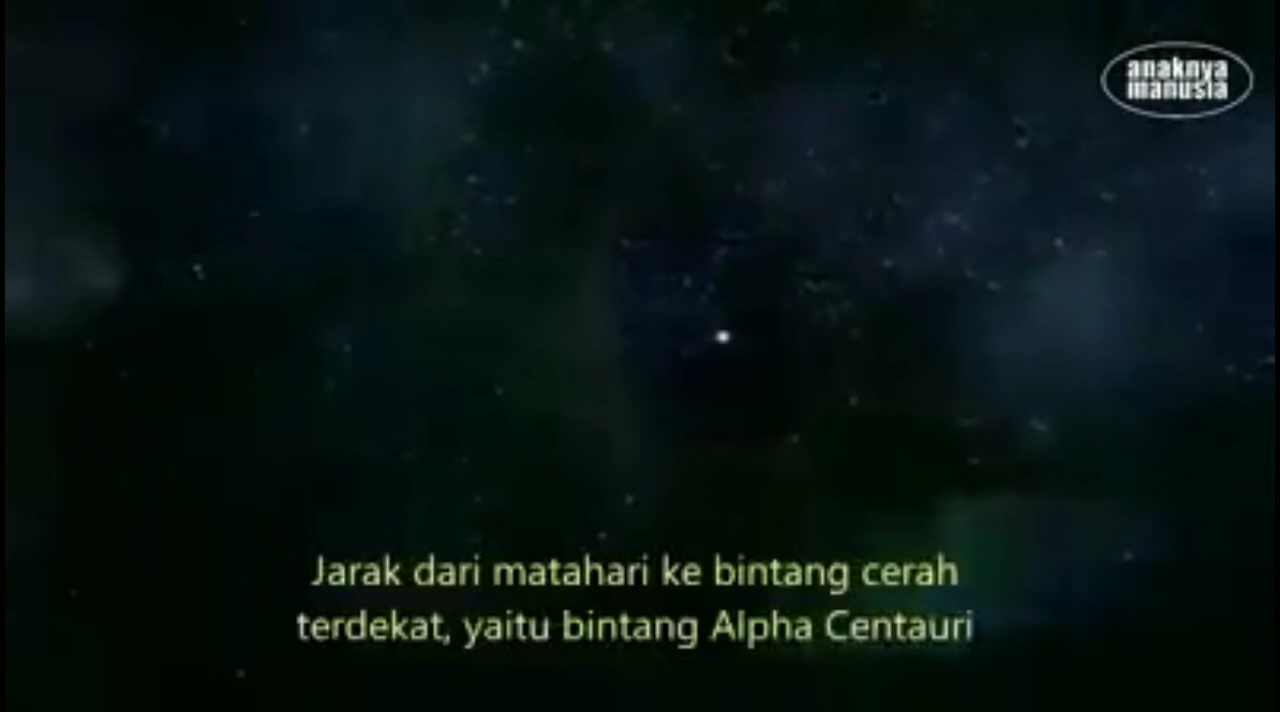 anaknya
manusia
Jarak dari matahari ke bintang cerah
terdekat, yaitu bintang Alpha Centauri